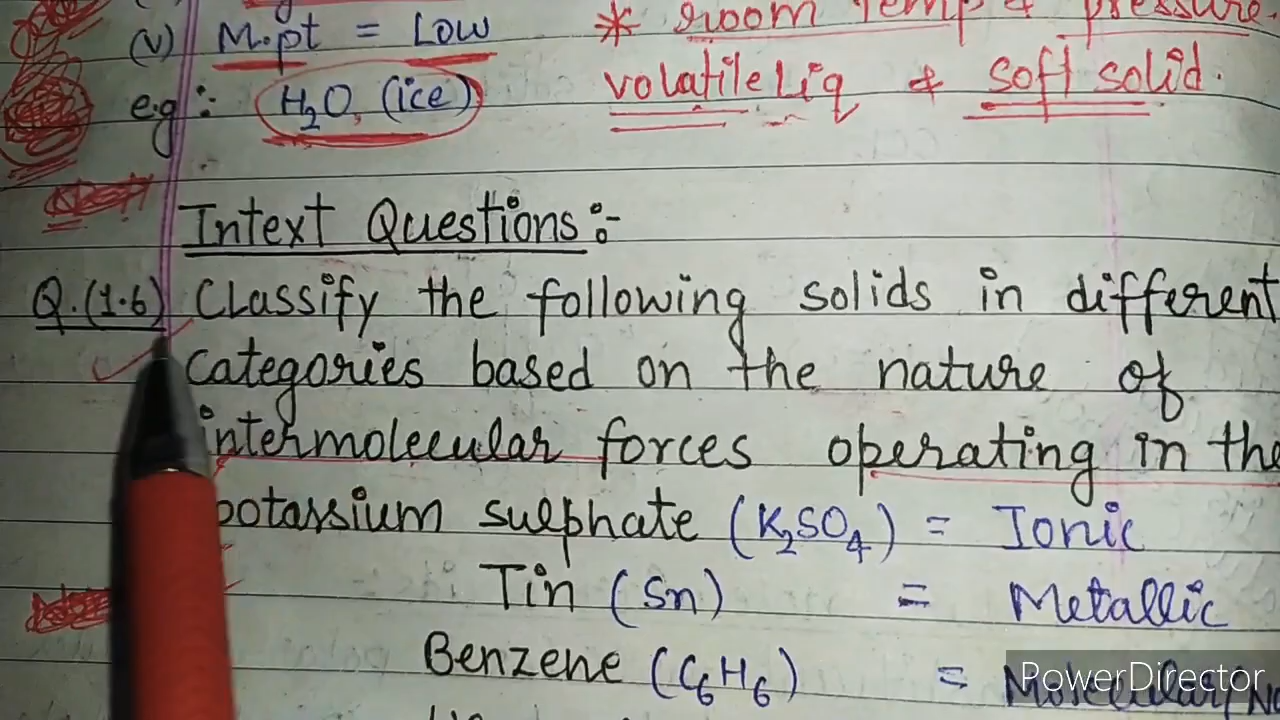 (v) M.pt = Low * room Temp & pressure.
e.g:- H₂O (ice) volatile Liq & soft solid.
Intext Questions:-
Q.(1.6) Classify the following solids in different
categories based on the nature of
intermolecular forces operating in the
potassium sulphate (K₂SO₄) = Ionic
Tin (Sn) = Metallic
Benzene (C₆H₆) = Molecular
PowerDirector